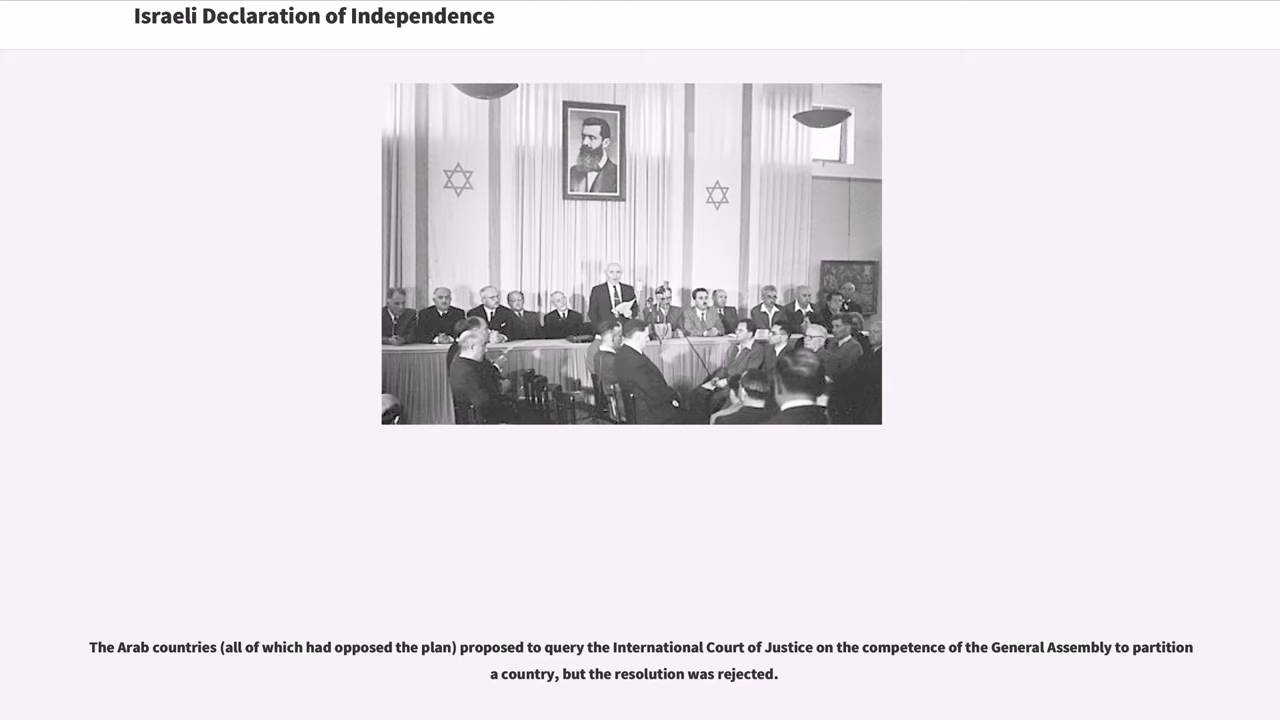 Israeli Declaration of Independence
The Arab countries (all of which had opposed the plan) proposed to query the International Court of Justice on the competence of the General Assembly to partition
a country, but the resolution was rejected.